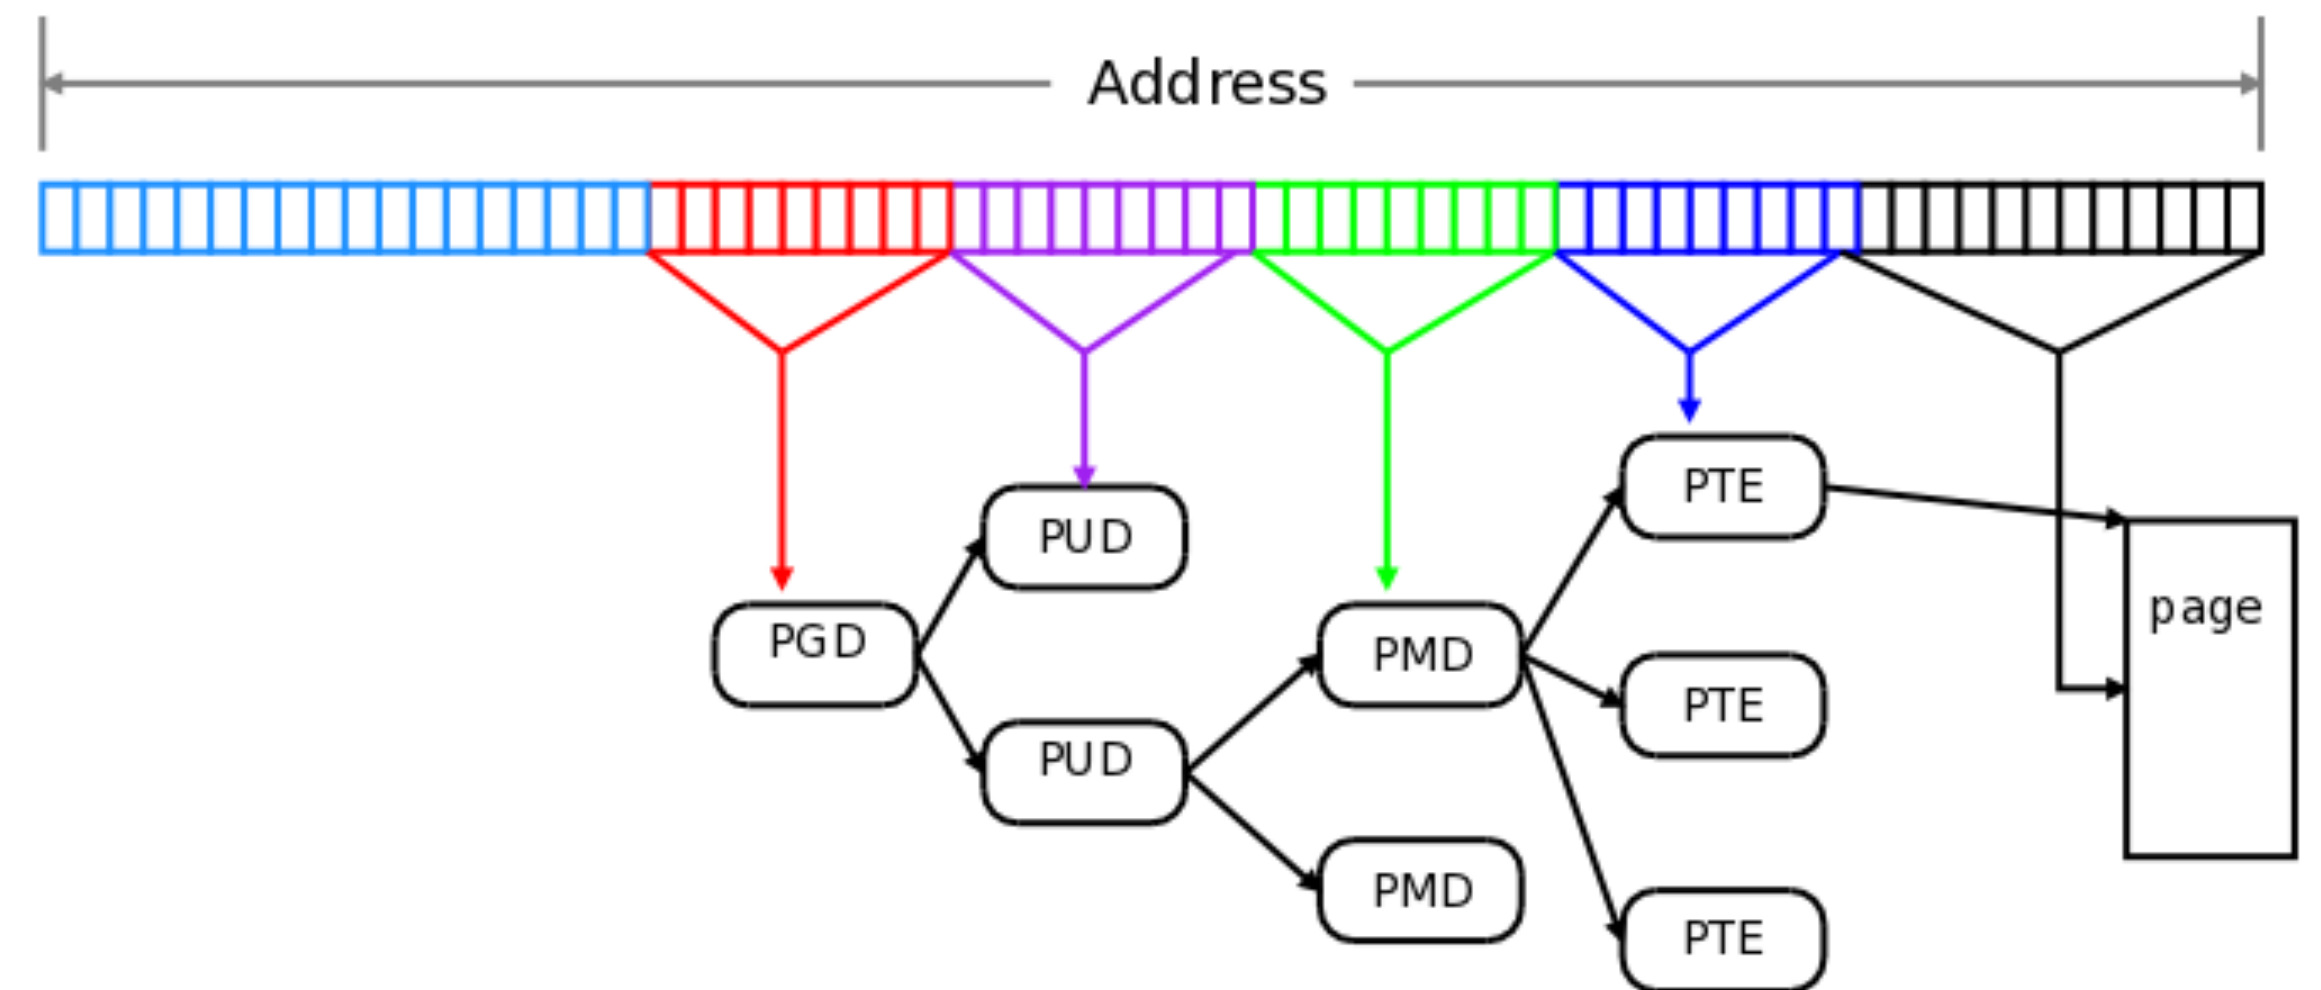 Address
PTE
PUD
page
PGD
PMD
PTE
PUD
PMD
PTE